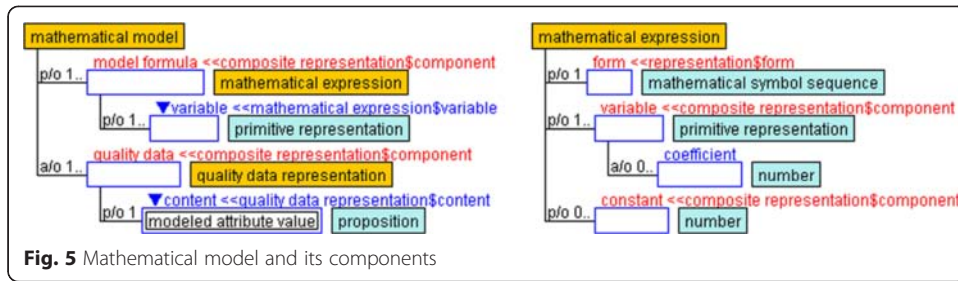 mathematical model
model formula <<composite representation$component
p/o 1..
mathematical expression
▼variable <<mathematical expression$variable
p/o 1..
primitive representation
quality data <<composite representation$component
a/o 1..
quality data representation
▼content <<quality data representation$content
p/o 1
modeled attribute value
proposition
mathematical expression
form <<representation$form
p/o 1
mathematical symbol sequence
variable <<composite representation$component
p/o 1..
primitive representation
coefficient
a/o 0..
number
constant <<composite representation$component
p/o 0..
number
Fig. 5 Mathematical model and its components